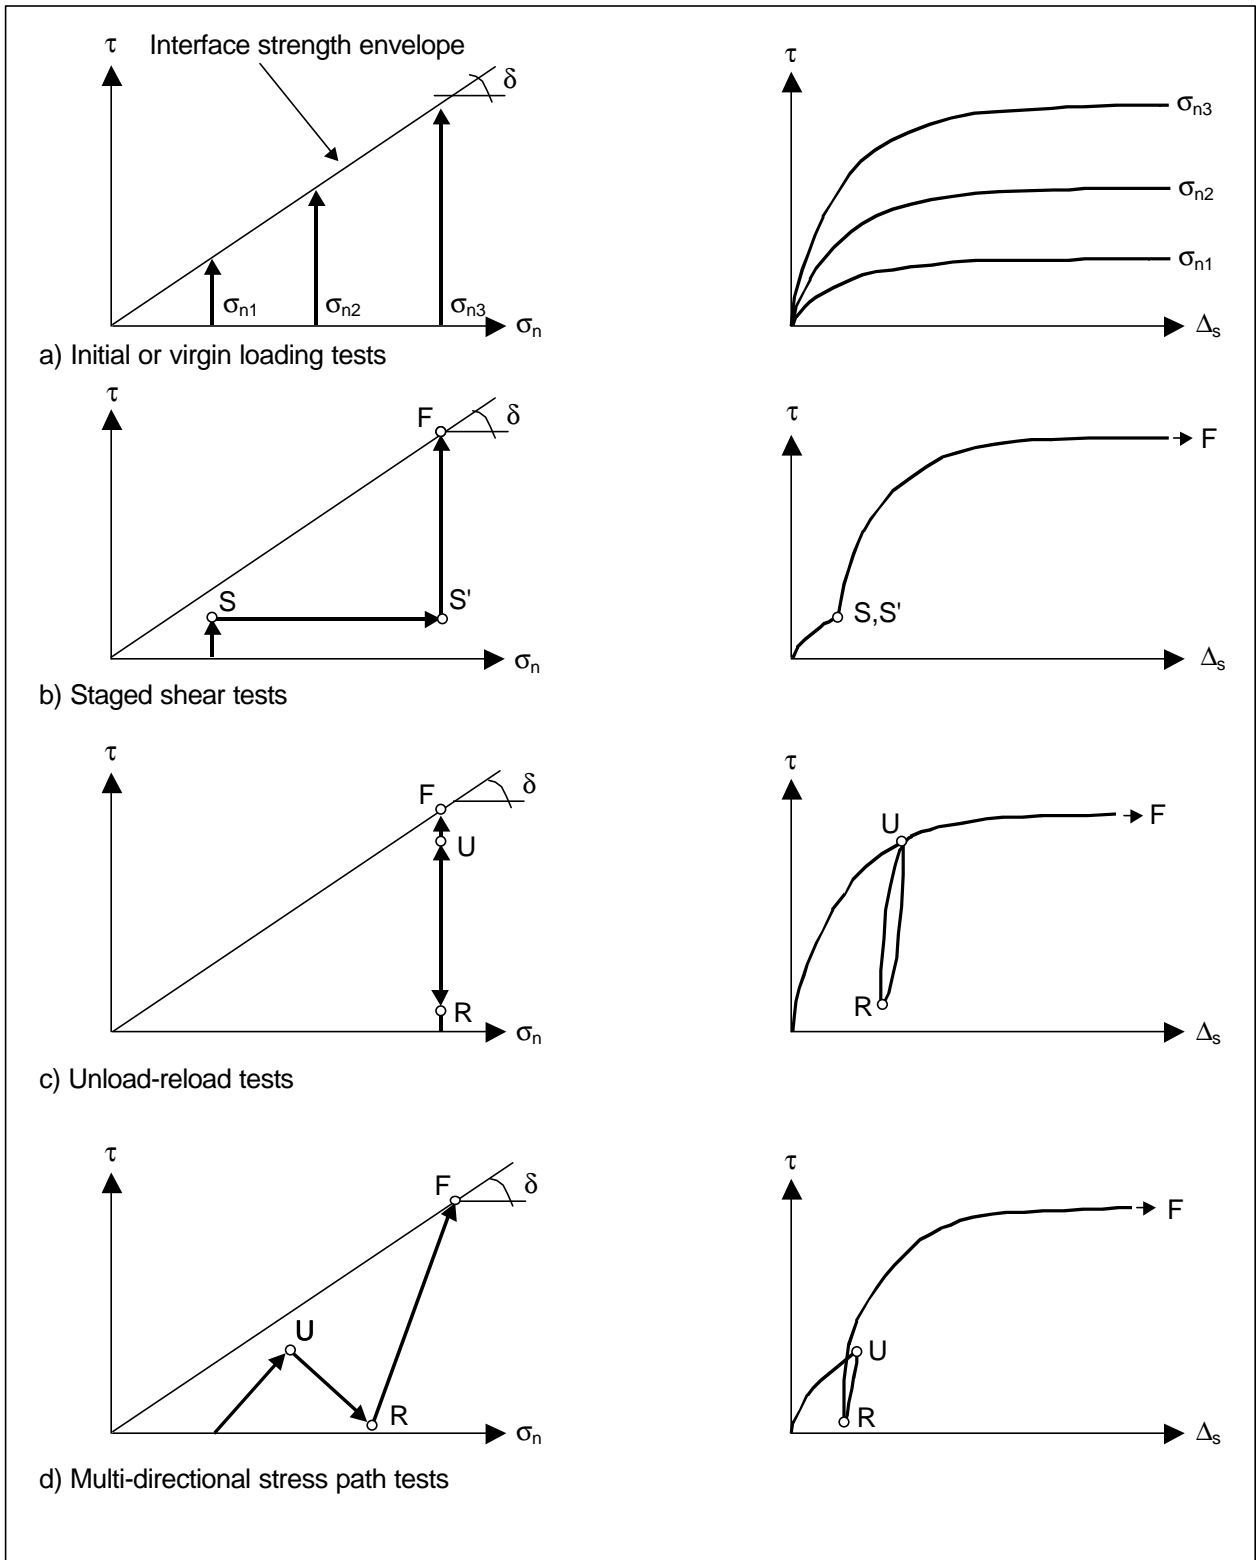 τ Interface strength envelope
δ
σn1 σn2 σn3 σn
τ
σn3
σn2
σn1
Δs
a) Initial or virgin loading tests
τ
F δ
S S'
σn
τ
F
S,S'
Δs
b) Staged shear tests
τ
F δ
U
R
σn
τ
U F
R
Δs
c) Unload-reload tests
τ
F δ
U
R
σn
τ
F
U
R
Δs
d) Multi-directional stress path tests